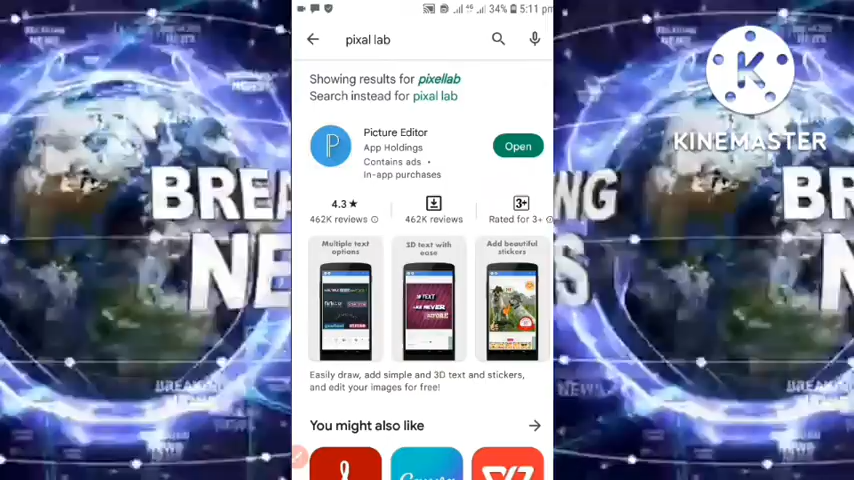 34% 5:11 pm
pixal lab
Showing results for pixellab
Search instead for pixal lab
Picture Editor
App Holdings
Contains ads •
In-app purchases
Open
4.3★
462K reviews
462K reviews
3+
Rated for 3+
Multiple text
options
3D text with
ease
Add beautiful
stickers
Easily draw, add simple and 3D text and stickers,
and edit your images for free!
You might also like
K
KINEMASTER
BREA
NE
NG
S
BRE
NE